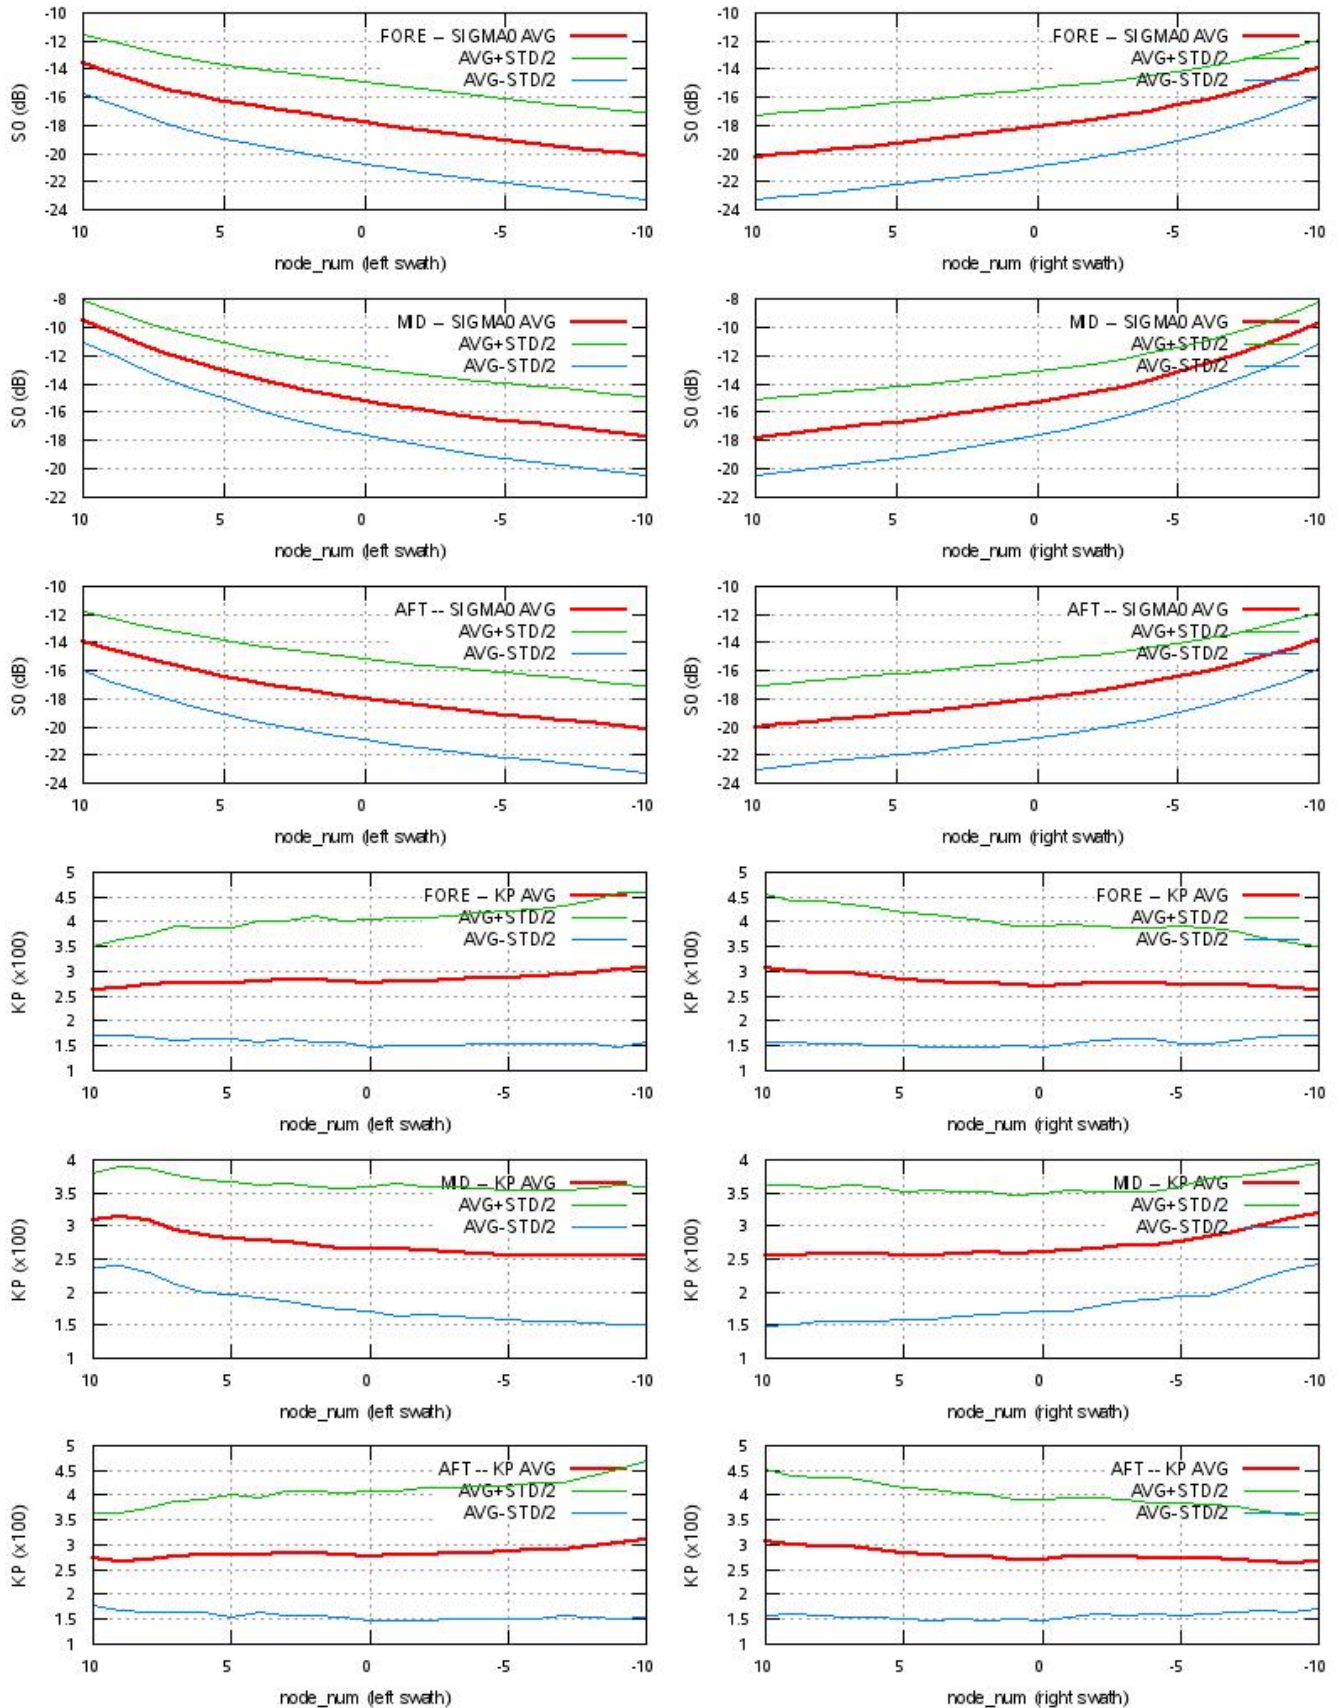 -10
-12
-14
-16
-18
-20
-22
-24
S0 (dB)
FORE -- SIGMA0 AVG
AVG+STD/2
AVG-STD/2
10 5 0 -5 -10
node_num (left swath)
-10
-12
-14
-16
-18
-20
-22
-24
S0 (dB)
FORE -- SIGMA0 AVG
AVG+STD/2
AVG-STD/2
10 5 0 -5 -10
node_num (right swath)
-8
-10
-12
-14
-16
-18
-20
-22
S0 (dB)
MID -- SIGMA0 AVG
AVG+STD/2
AVG-STD/2
10 5 0 -5 -10
node_num (left swath)
-8
-10
-12
-14
-16
-18
-20
-22
S0 (dB)
MID -- SIGMA0 AVG
AVG+STD/2
AVG-STD/2
10 5 0 -5 -10
node_num (right swath)
-10
-12
-14
-16
-18
-20
-22
-24
S0 (dB)
AFT -- SIGMA0 AVG
AVG+STD/2
AVG-STD/2
10 5 0 -5 -10
node_num (left swath)
-10
-12
-14
-16
-18
-20
-22
-24
S0 (dB)
AFT -- SIGMA0 AVG
AVG+STD/2
AVG-STD/2
10 5 0 -5 -10
node_num (right swath)
5
4.5
4
3.5
3
2.5
2
1.5
1
KP (x100)
FORE -- KP AVG
AVG+STD/2
AVG-STD/2
10 5 0 -5 -10
node_num (left swath)
5
4.5
4
3.5
3
2.5
2
1.5
1
KP (x100)
FORE -- KP AVG
AVG+STD/2
AVG-STD/2
10 5 0 -5 -10
node_num (right swath)
4
3.5
3
2.5
2
1.5
1
KP (x100)
MID -- KP AVG
AVG+STD/2
AVG-STD/2
10 5 0 -5 -10
node_num (left swath)
4
3.5
3
2.5
2
1.5
1
KP (x100)
MID -- KP AVG
AVG+STD/2
AVG-STD/2
10 5 0 -5 -10
node_num (right swath)
5
4.5
4
3.5
3
2.5
2
1.5
1
KP (x100)
AFT -- KP AVG
AVG+STD/2
AVG-STD/2
10 5 0 -5 -10
node_num (left swath)
5
4.5
4
3.5
3
2.5
2
1.5
1
KP (x100)
AFT -- KP AVG
AVG+STD/2
AVG-STD/2
10 5 0 -5 -10
node_num (right swath)